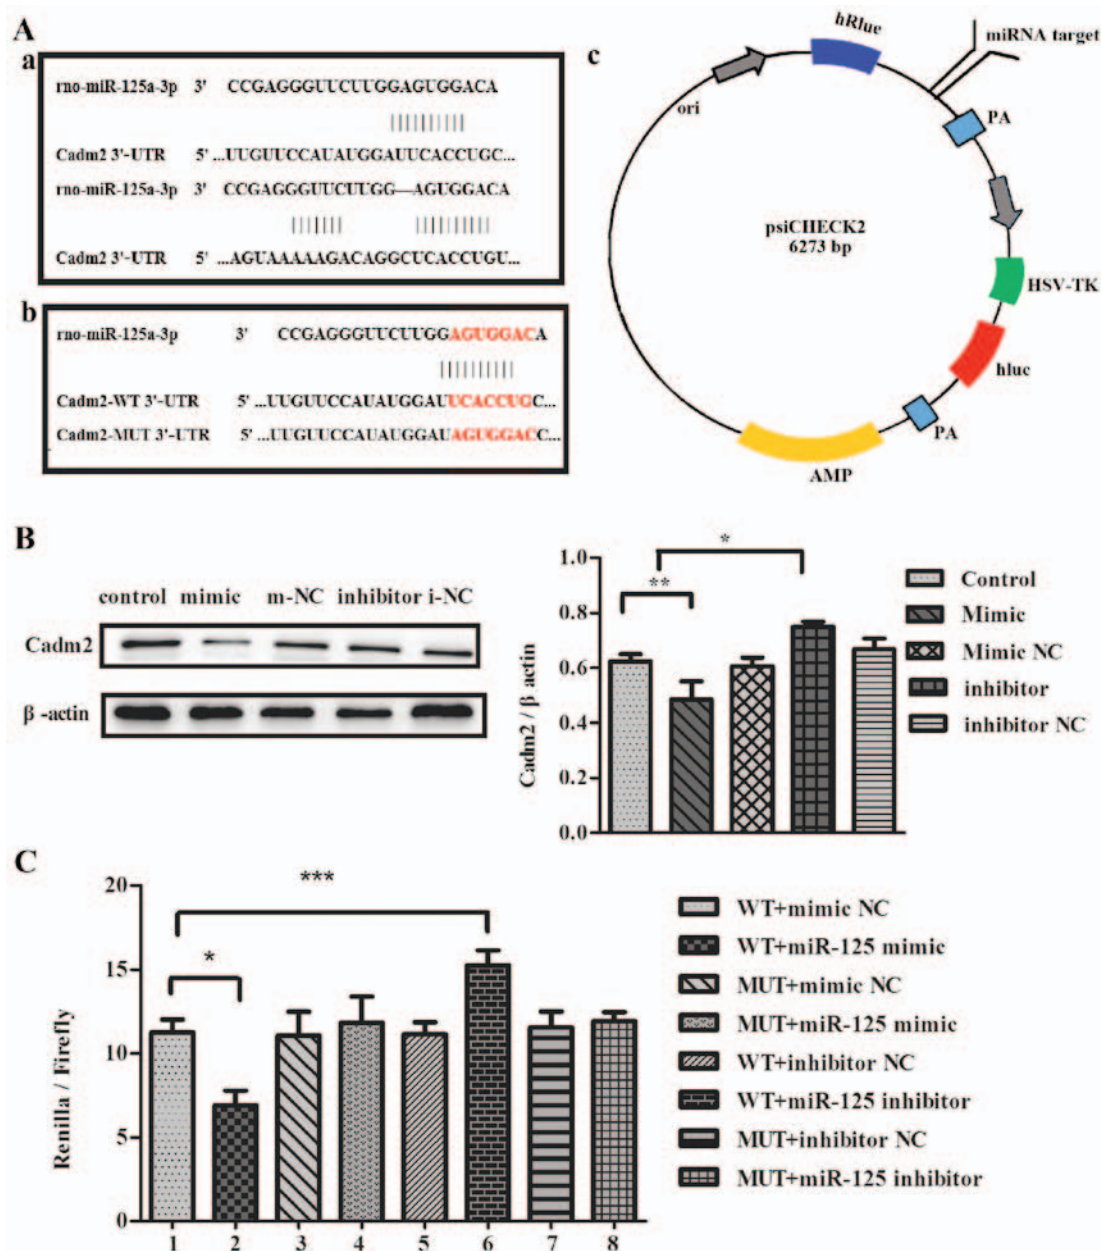 A
a
rno-miR-125a-3p 3' CCGAGGGUUCUUGGAGUGGACA
Cadm2 3'-UTR 5' ...UUGUUCCAUAUGGAUUCACCUGC...
rno-miR-125a-3p 3' CCGAGGGUUCUUGG—AGUGGACA
Cadm2 3'-UTR 5' ...AGUAAAAAGACAGGCUCACCUGU...
b
rno-miR-125a-3p 3' CCGAGGGUUCUUGGAGUGGACA
Cadm2-WT 3'-UTR 5' ...UUGUUCCAUAUGGAUUCACCUGC...
Cadm2-MUT 3'-UTR 5' ...UUGUUCCAUAUGGAUAGUGGACC...
c
hRlue
miRNA target
ori
PA
psiCHECK2
6273 bp
HSV-TK
hluc
PA
AMP
B
control mimic m-NC inhibitor i-NC
Cadm2
β -actin
Cadm2 / β actin
1.0
0.8
0.6
0.4
0.2
0.0
*
**
Control
Mimic
Mimic NC
inhibitor
inhibitor NC
C
Renilla / Firefly
20
15
10
5
0
***
*
1 2 3 4 5 6 7 8
WT+mimic NC
WT+miR-125 mimic
MUT+mimic NC
MUT+miR-125 mimic
WT+inhibitor NC
WT+miR-125 inhibitor
MUT+inhibitor NC
MUT+miR-125 inhibitor